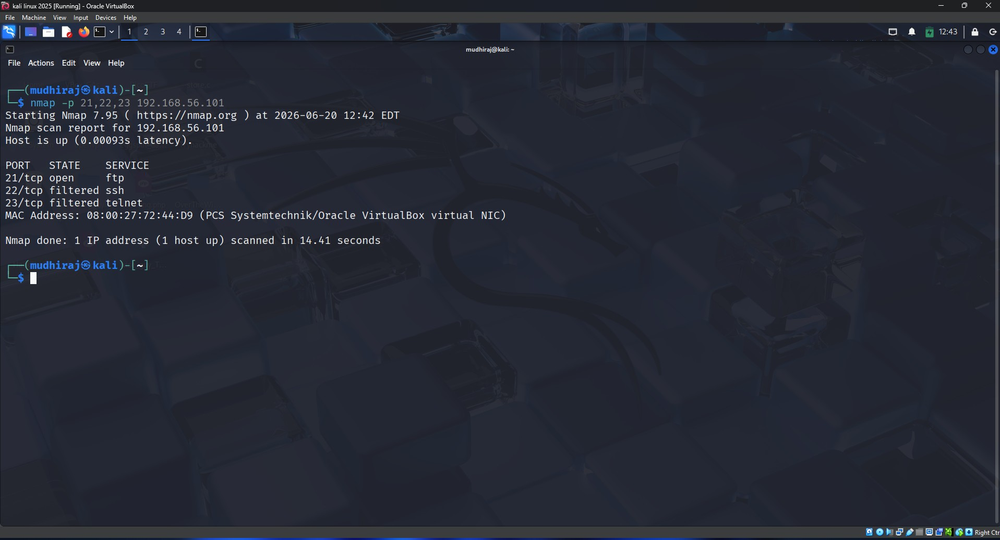 kali linux 2025 [Running] - Oracle VirtualBox
File Machine View Input Devices Help
1 2 3 4
12:43
mudhiraj@kali: ~
File Actions Edit View Help
┌──(mudhiraj㉿kali)-[~]
└─$ nmap -p 21,22,23 192.168.56.101
Starting Nmap 7.95 ( https://nmap.org ) at 2026-06-20 12:42 EDT
Nmap scan report for 192.168.56.101
Host is up (0.00093s latency).
PORT   STATE    SERVICE
21/tcp open     ftp
22/tcp filtered ssh
23/tcp filtered telnet
MAC Address: 08:00:27:72:44:D9 (PCS Systemtechnik/Oracle VirtualBox virtual NIC)
Nmap done: 1 IP address (1 host up) scanned in 14.41 seconds
┌──(mudhiraj㉿kali)-[~]
└─$
Right Ctr